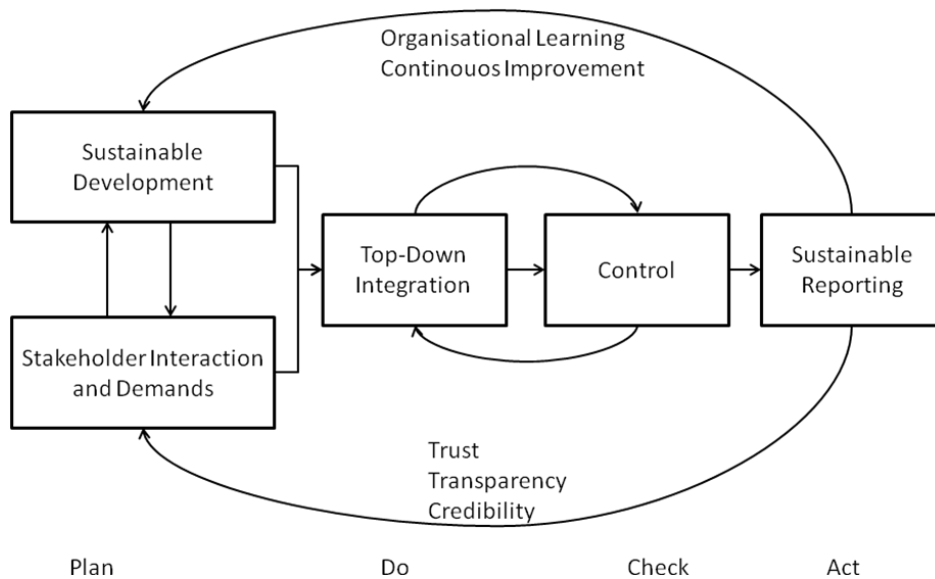 Organisational Learning
Continouos Improvement
Sustainable
Development
Top-Down
Integration
Control
Sustainable
Reporting
Stakeholder Interaction
and Demands
Trust
Transparency
Credibility
Plan Do Check Act